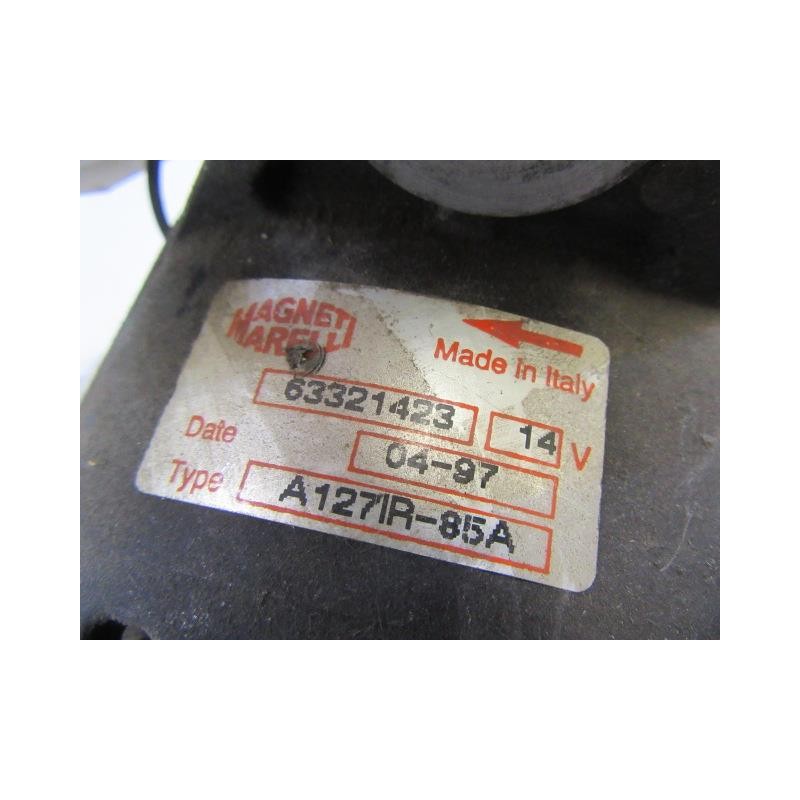 MAGNETI
MARELLI
Made in Italy
63321423 14 V
Date 04-97
Type A127IR-85A